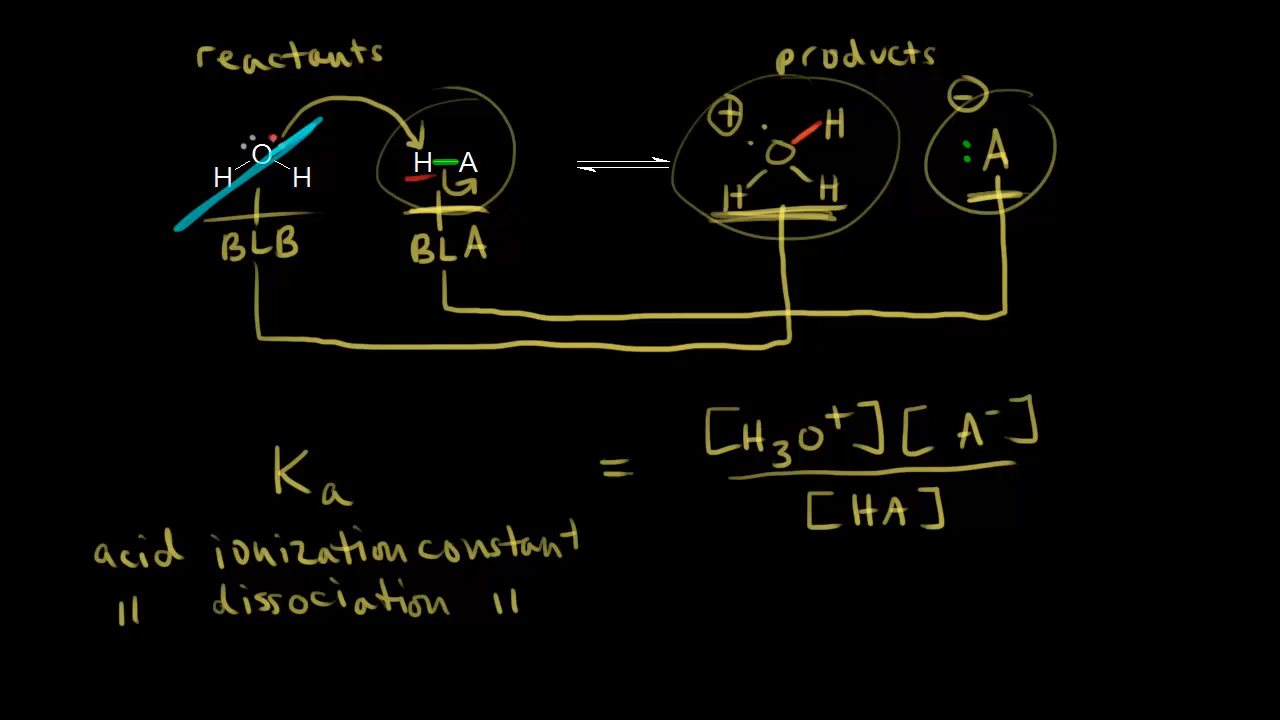 reactants
products
H O H
H A
+ H O H H
− : A
BLB
BLA
Ka = [H3O+][A−]
[HA]
acid ionization constant
" dissociation "